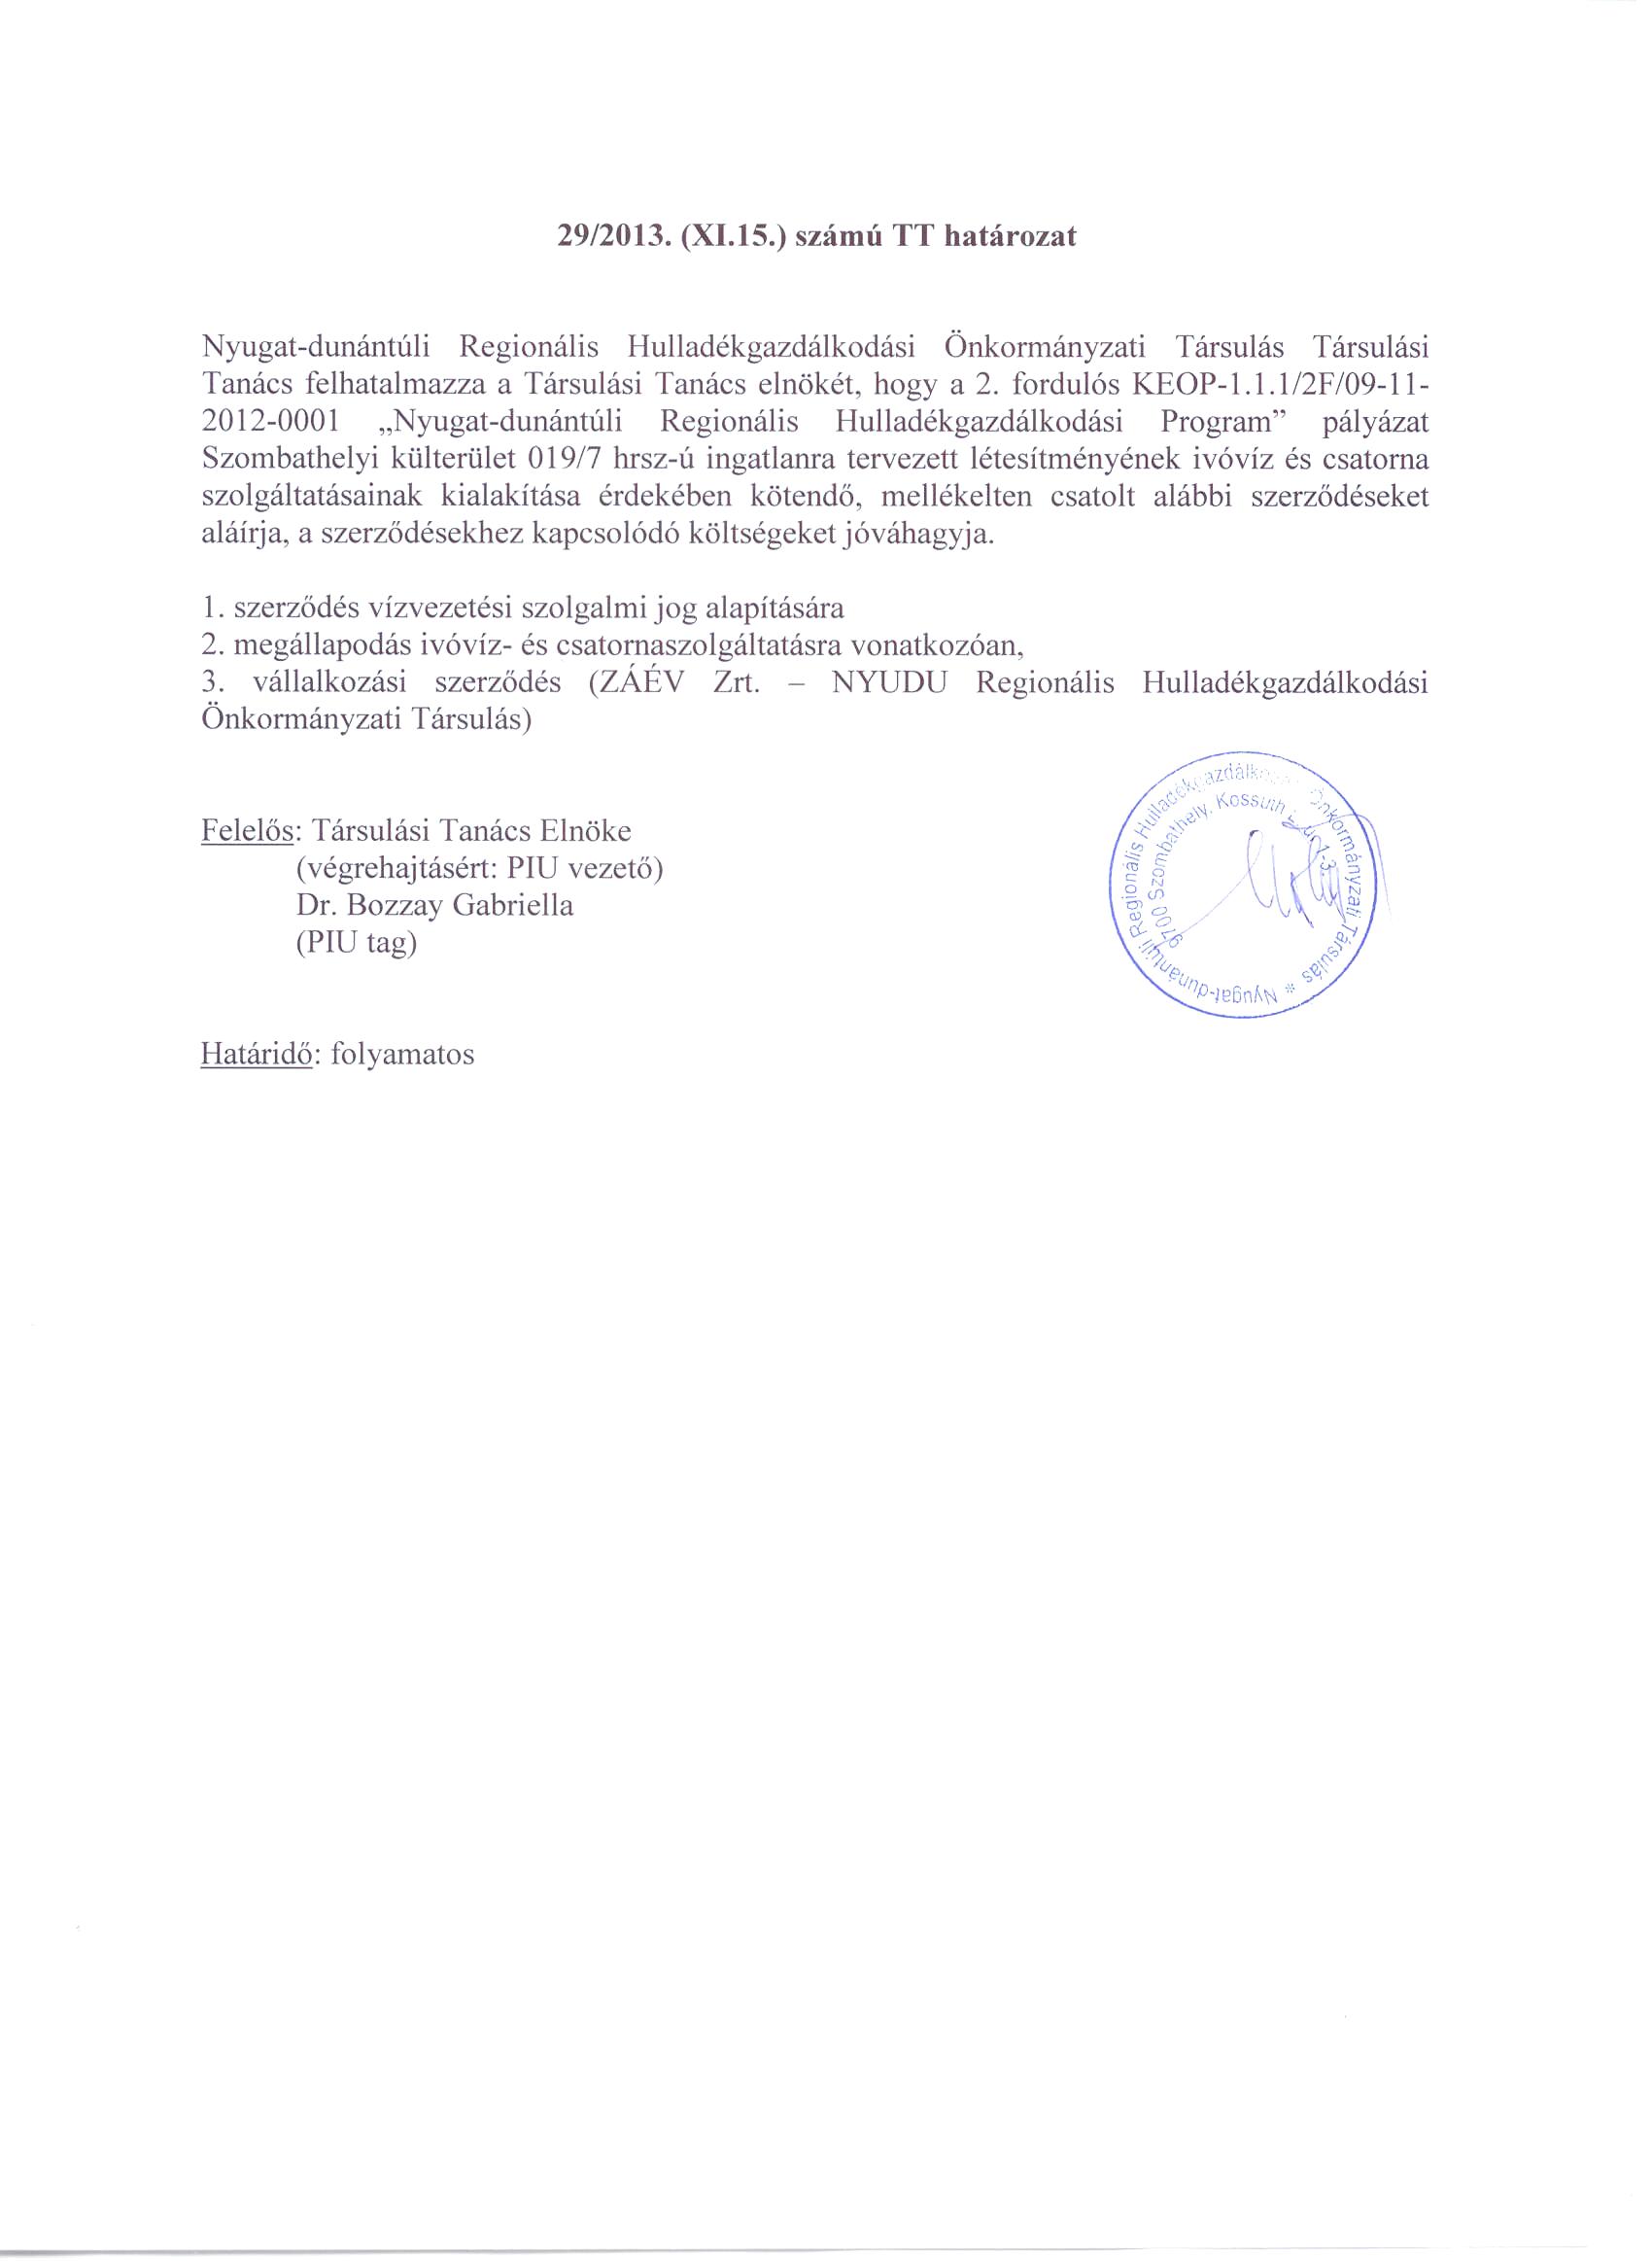 29/2013. (XI.15.) számú TT határozat
Nyugat-dunántúli Regionális Hulladékgazdálkodási Önkormányzati Társulás Társulási
Tanács felhatalmazza a Társulási Tanács elnökét, hogy a 2. fordulós KEOP-1.1.1/2F/09-11-
2012-0001 „Nyugat-dunántúli Regionális Hulladékgazdálkodási Program” pályázat
Szombathelyi külterület 019/7 hrsz-ú ingatlanra tervezett létesítményének ivóvíz és csatorna
szolgáltatásainak kialakítása érdekében kötendő, mellékelten csatolt alábbi szerződéseket
aláírja, a szerződésekhez kapcsolódó költségeket jóváhagyja.
1. szerződés vízvezetési szolgalmi jog alapítására
2. megállapodás ivóvíz- és csatornaszolgáltatásra vonatkozóan,
3. vállalkozási szerződés (ZÁÉV Zrt. – NYUDU Regionális Hulladékgazdálkodási
Önkormányzati Társulás)
Felelős: Társulási Tanács Elnöke
(végrehajtásért: PIU vezető)
Dr. Bozzay Gabriella
(PIU tag)
Nyugat-dunántúli Regionális Önkormányzati Társulás *
9700 Szombathely, Kossuth 1-3.
Határidő: folyamatos